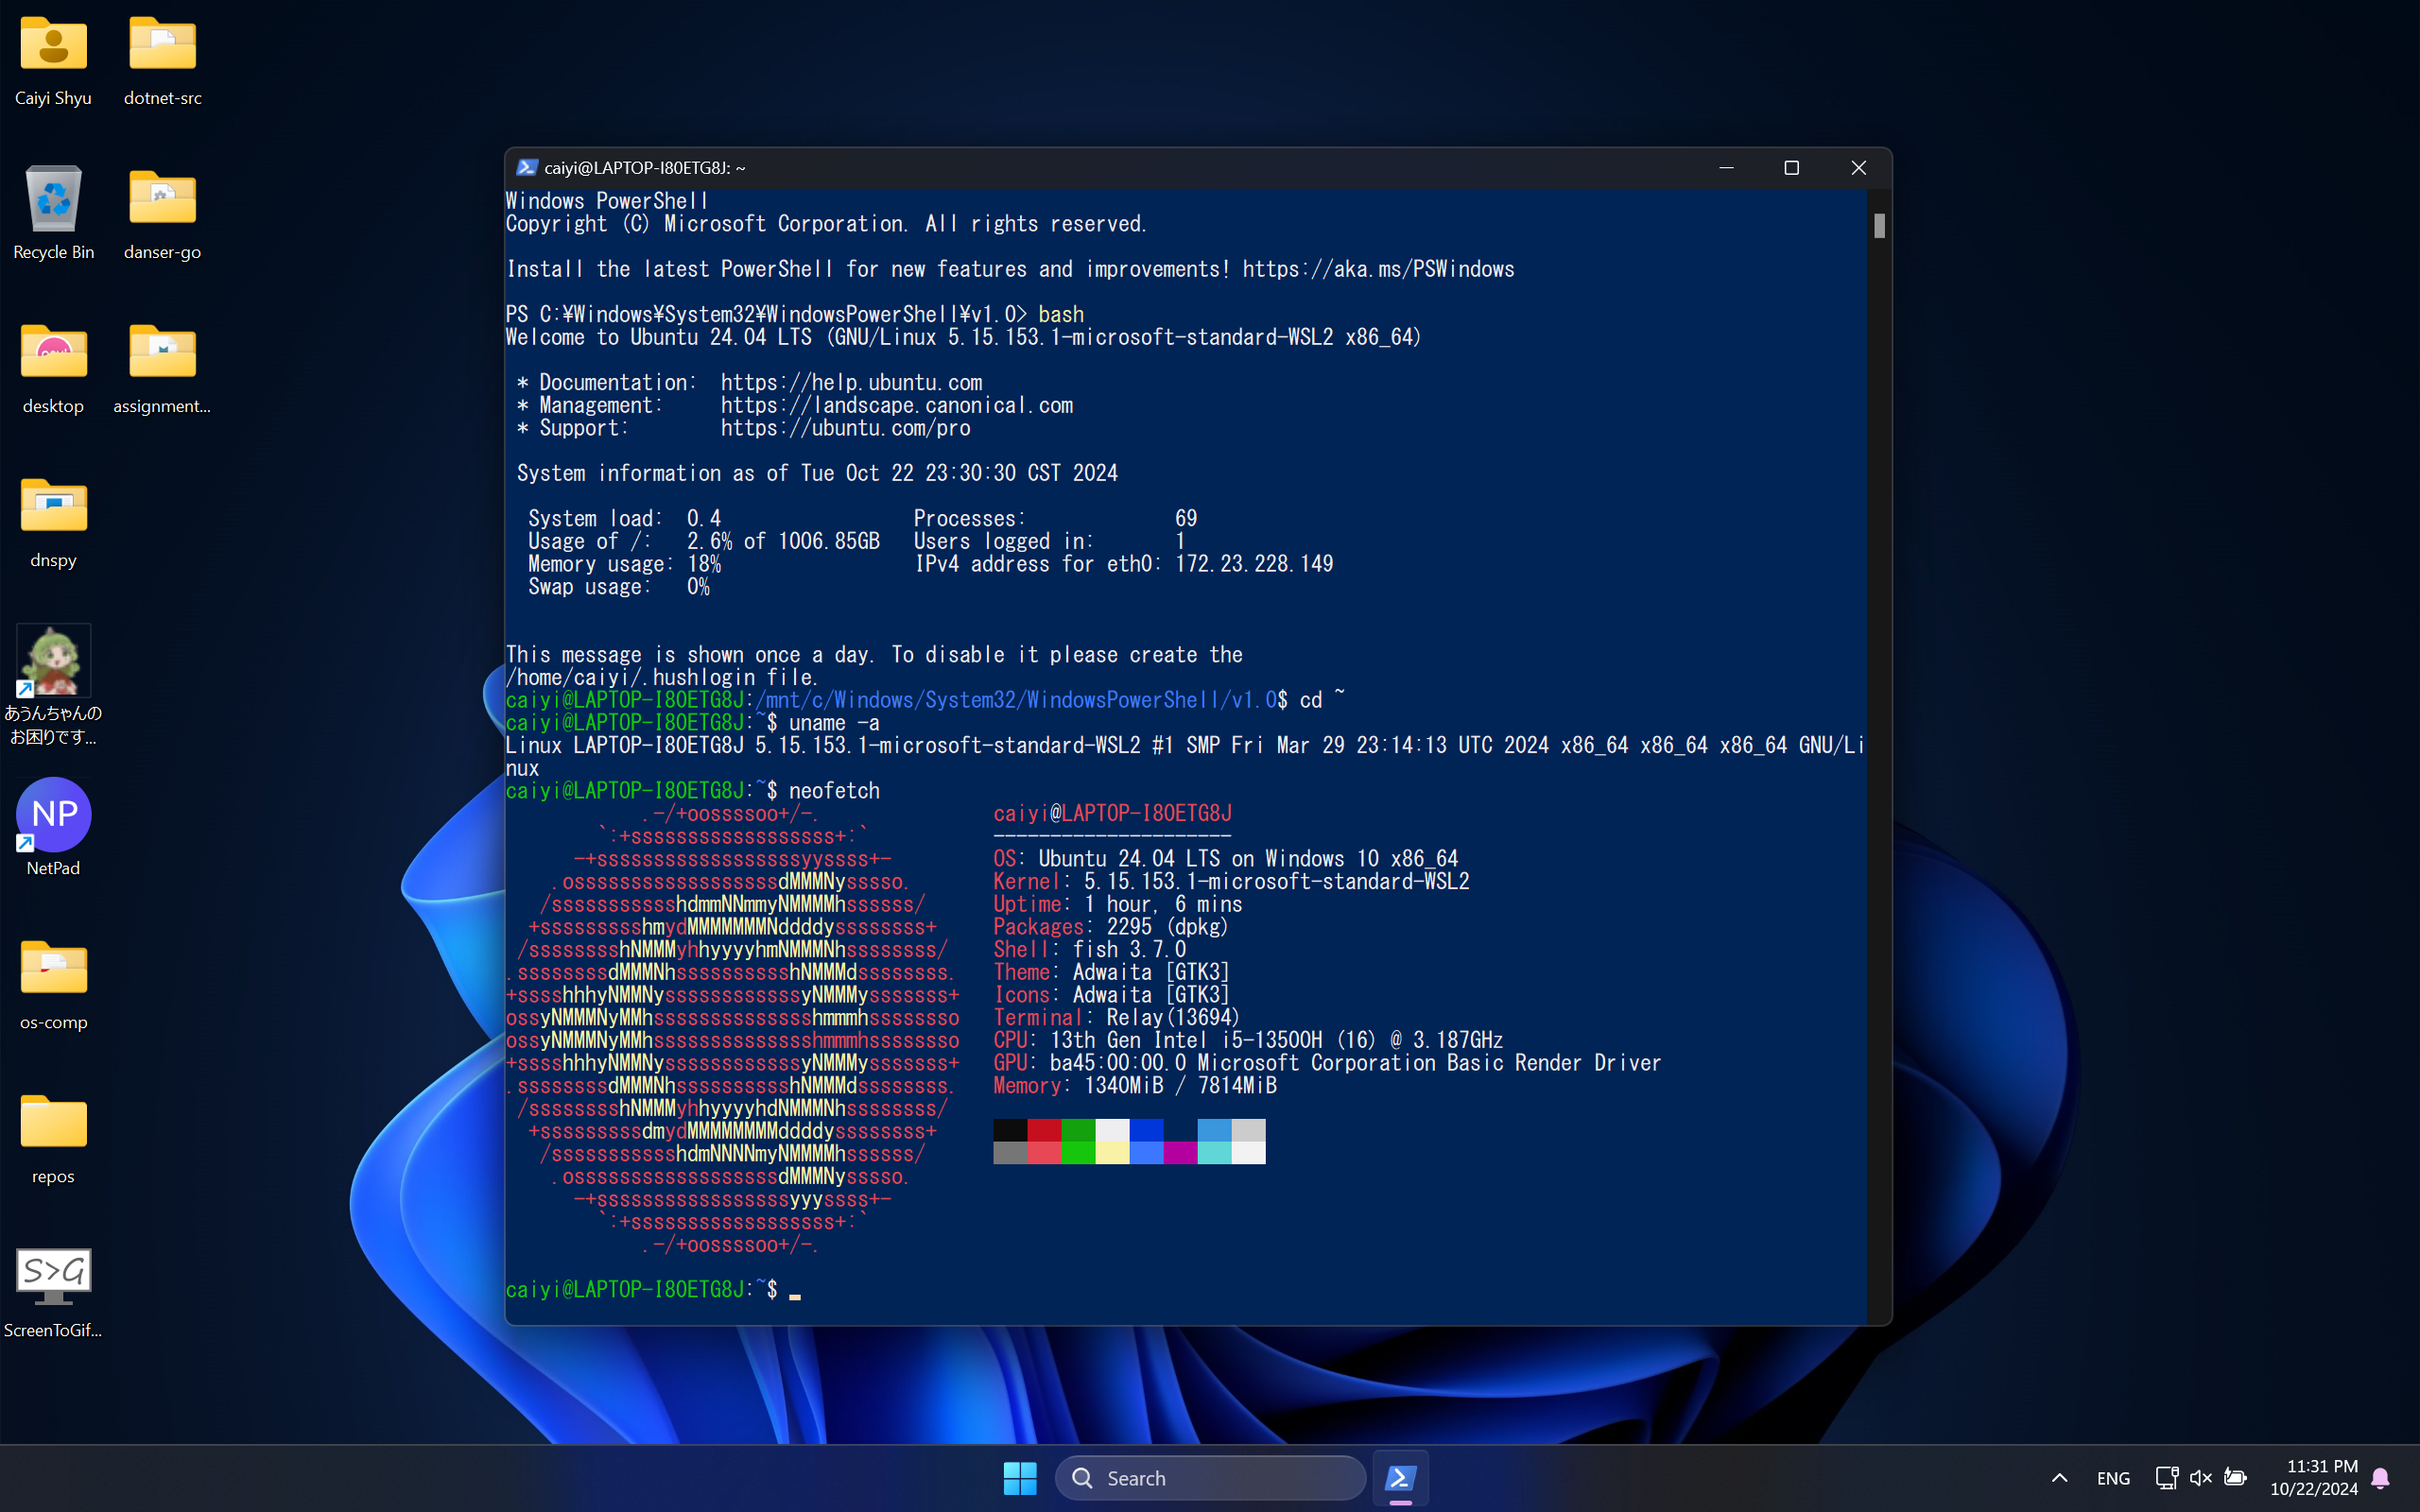 Caiyi Shyu
dotnet-src
Recycle Bin
danser-go
desktop
assignment...
dnspy
あうんちゃんの
お困りです...
NP
NetPad
os-comp
repos
S>G
ScreenToGif...
caiyi@LAPTOP-I80ETG8J: ~
Windows PowerShell
Copyright (C) Microsoft Corporation. All rights reserved.
Install the latest PowerShell for new features and improvements! https://aka.ms/PSWindows
PS C:¥Windows¥System32¥WindowsPowerShell¥v1.0> bash
Welcome to Ubuntu 24.04 LTS (GNU/Linux 5.15.153.1-microsoft-standard-WSL2 x86_64)
* Documentation:  https://help.ubuntu.com
* Management:     https://landscape.canonical.com
* Support:        https://ubuntu.com/pro
System information as of Tue Oct 22 23:30:30 CST 2024
System load:  0.4                 Processes:             69
Usage of /:   2.6% of 1006.85GB   Users logged in:       1
Memory usage: 18%                 IPv4 address for eth0: 172.23.228.149
Swap usage:   0%
This message is shown once a day. To disable it please create the
/home/caiyi/.hushlogin file.
caiyi@LAPTOP-I80ETG8J:/mnt/c/Windows/System32/WindowsPowerShell/v1.0$ cd ~
caiyi@LAPTOP-I80ETG8J:~$ uname -a
Linux LAPTOP-I80ETG8J 5.15.153.1-microsoft-standard-WSL2 #1 SMP Fri Mar 29 23:14:13 UTC 2024 x86_64 x86_64 x86_64 GNU/Li
nux
caiyi@LAPTOP-I80ETG8J:~$ neofetch
            .-/+oossssoo+/-.               caiyi@LAPTOP-I80ETG8J
        `:+ssssssssssssssssss+:`           ---------------------
      -+ssssssssssssssssssyyssss+-         OS: Ubuntu 24.04 LTS on Windows 10 x86_64
    .ossssssssssssssssssdMMMNysssso.       Kernel: 5.15.153.1-microsoft-standard-WSL2
   /ssssssssssshdmmNNmmyNMMMMhssssss/      Uptime: 1 hour, 6 mins
  +ssssssssshmydMMMMMMMNddddyssssssss+     Packages: 2295 (dpkg)
 /sssssssshNMMMyhhyyyyhmNMMMNhssssssss/    Shell: fish 3.7.0
.ssssssssdMMMNhsssssssssshNMMMdssssssss.   Theme: Adwaita [GTK3]
+sssshhhyNMMNyssssssssssssyNMMMysssssss+   Icons: Adwaita [GTK3]
ossyNMMMNyMMhsssssssssssssshmmmhssssssso   Terminal: Relay(13694)
ossyNMMMNyMMhsssssssssssssshmmmhssssssso   CPU: 13th Gen Intel i5-13500H (16) @ 3.187GHz
+sssshhhyNMMNyssssssssssssyNMMMysssssss+   GPU: ba45:00:00.0 Microsoft Corporation Basic Render Driver
.ssssssssdMMMNhsssssssssshNMMMdssssssss.   Memory: 1340MiB / 7814MiB
 /sssssssshNMMMyhhyyyyhdNMMMNhssssssss/
  +sssssssssdmydMMMMMMMMddddyssssssss+
   /ssssssssssshdmNNNNmyNMMMMhssssss/
    .ossssssssssssssssssdMMMNysssso.
      -+sssssssssssssssssyyyssss+-
        `:+ssssssssssssssssss+:`
            .-/+oossssoo+/-.
caiyi@LAPTOP-I80ETG8J:~$ _
Search
ENG
11:31 PM
10/22/2024